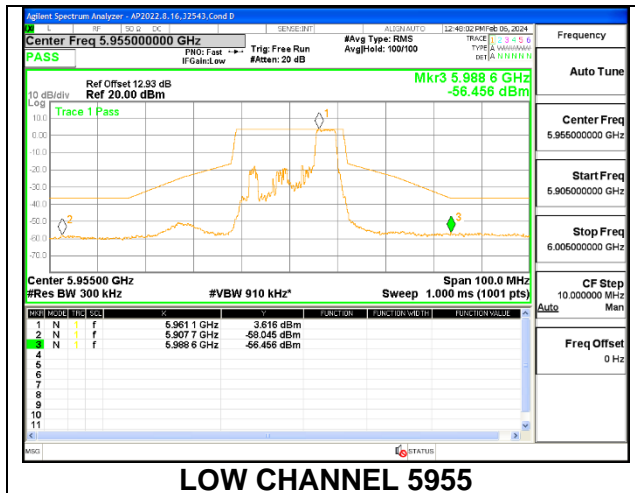 Agilent Spectrum Analyzer - AP2022.8.16,32543,Cond D
L RF 50 Ω DC SENSE:INT ALIGN AUTO 12:48:02 PM Feb 06, 2024
Center Freq 5.955000000 GHz #Avg Type: RMS TRACE 1 2 3 4 5 6
PASS PNO: Fast Trig: Free Run Avg|Hold: 100/100 TYPE A WWWWW
IFGain:Low #Atten: 20 dB DET A N N N N N
Ref Offset 12.93 dB Mkr3 5.988 6 GHz
10 dB/div Ref 20.00 dBm -56.456 dBm
Log
Trace 1 Pass
10.0
0.00
-10.0
-20.0
-30.0
-40.0
-50.0
-60.0
-70.0
1
2
3
Center 5.95500 GHz Span 100.0 MHz
#Res BW 300 kHz #VBW 910 kHz* Sweep 1.000 ms (1001 pts)
MKR MODE TRC SCL X Y FUNCTION FUNCTION WIDTH FUNCTION VALUE
1 N 1 f 5.961 1 GHz 3.616 dBm
2 N 1 f 5.907 7 GHz -58.045 dBm
3 N 1 f 5.988 6 GHz -56.456 dBm
4
5
6
7
8
9
10
11
MSG STATUS
Frequency
Auto Tune
Center Freq
5.955000000 GHz
Start Freq
5.905000000 GHz
Stop Freq
6.005000000 GHz
CF Step
10.000000 MHz
Auto Man
Freq Offset
0 Hz
LOW CHANNEL 5955